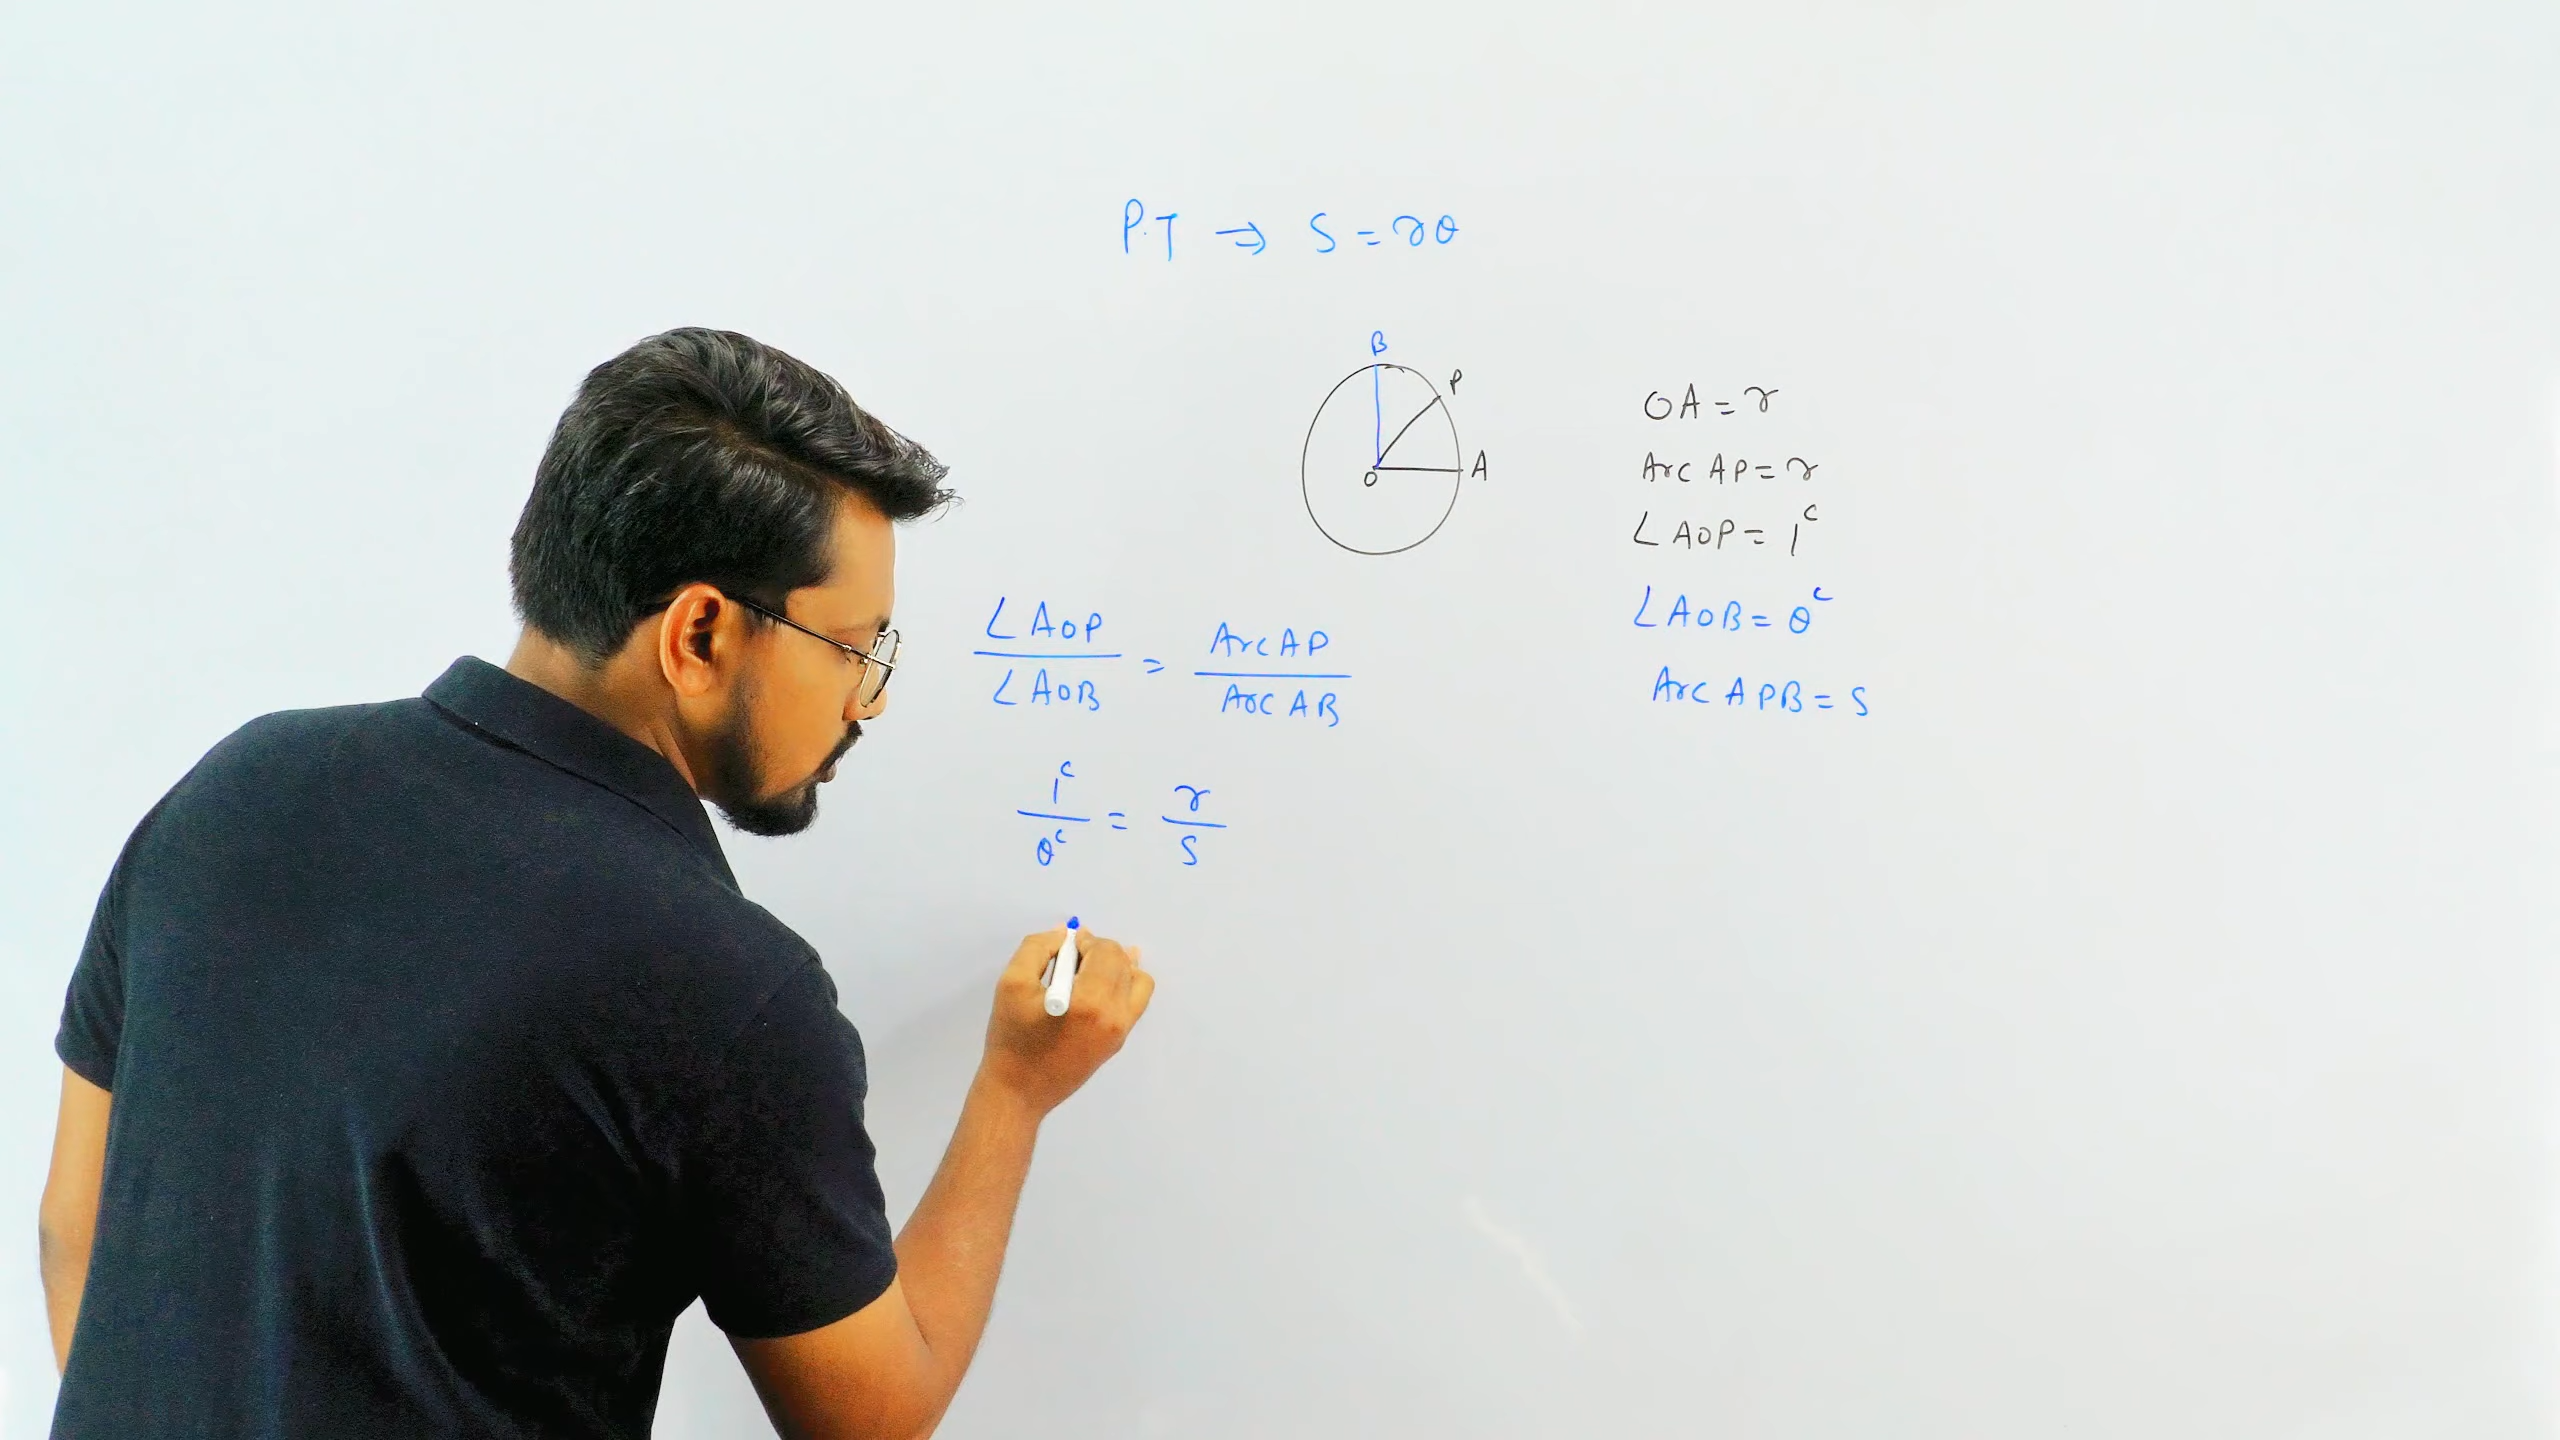 P.T → S = rθ
B
P
O
A
OA = r
Arc AP = r
∠AOP = 1ᶜ
∠AOB = θᶜ
Arc APB = S
∠AOP / ∠AOB = Arc AP / Arc AB
1ᶜ / θᶜ = r / S